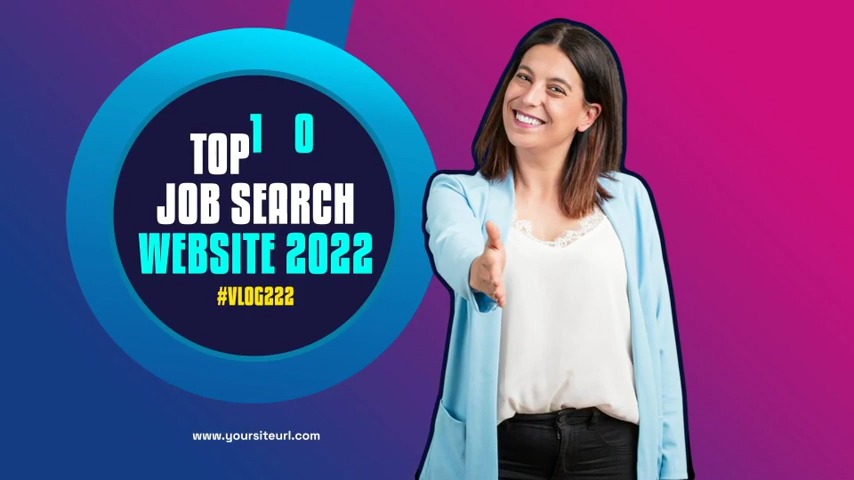 TOP 1 0
JOB SEARCH
WEBSITE 2022
#VLOG222
www.yoursiteurl.com